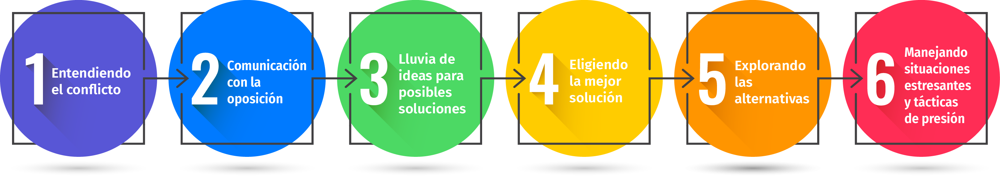 1
Entendiendo
el conflicto
2
Comunicación
con la
oposición
3
Lluvia de
ideas para
posibles
soluciones
4
Eligiendo
la mejor
solución
5
Explorando
las
alternativas
6
Manejando
situaciones
estresantes
y tácticas
de presión